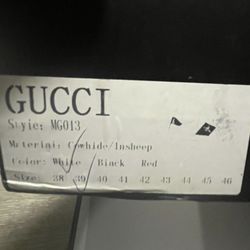 GUCCI
Style: MG013
Material: Cowhide/Insheep
Color: White Black Red
Size: 38 39 40 41 42 43 44 45 46